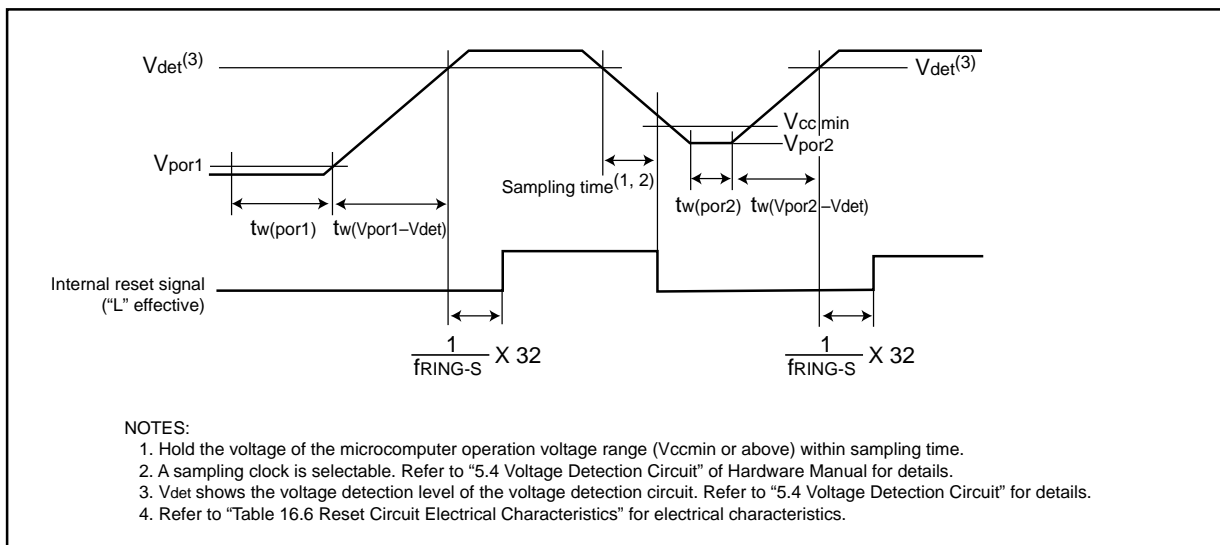 Vdet(3)
Vdet(3)
Vcc min
Vpor2
Vpor1
Sampling time(1, 2)
tw(por1)
tw(Vpor1–Vdet)
tw(por2)
tw(Vpor2–Vdet)
Internal reset signal
(“L” effective)
1
fRING-S
X 32
1
fRING-S
X 32
NOTES:
1. Hold the voltage of the microcomputer operation voltage range (Vccmin or above) within sampling time.
2. A sampling clock is selectable. Refer to “5.4 Voltage Detection Circuit” of Hardware Manual for details.
3. Vdet shows the voltage detection level of the voltage detection circuit. Refer to “5.4 Voltage Detection Circuit” for details.
4. Refer to “Table 16.6 Reset Circuit Electrical Characteristics” for electrical characteristics.